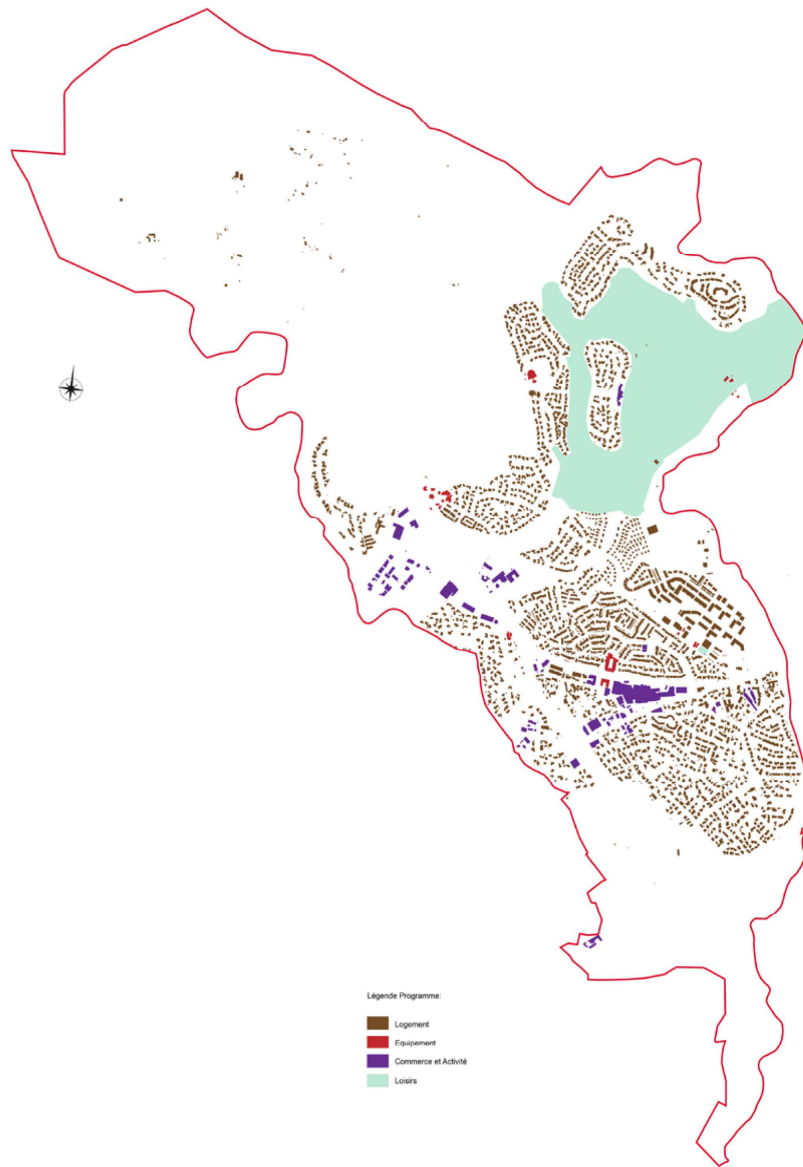 Légende Programme:
Logement
Equipement
Commerce et Activité
Loisirs